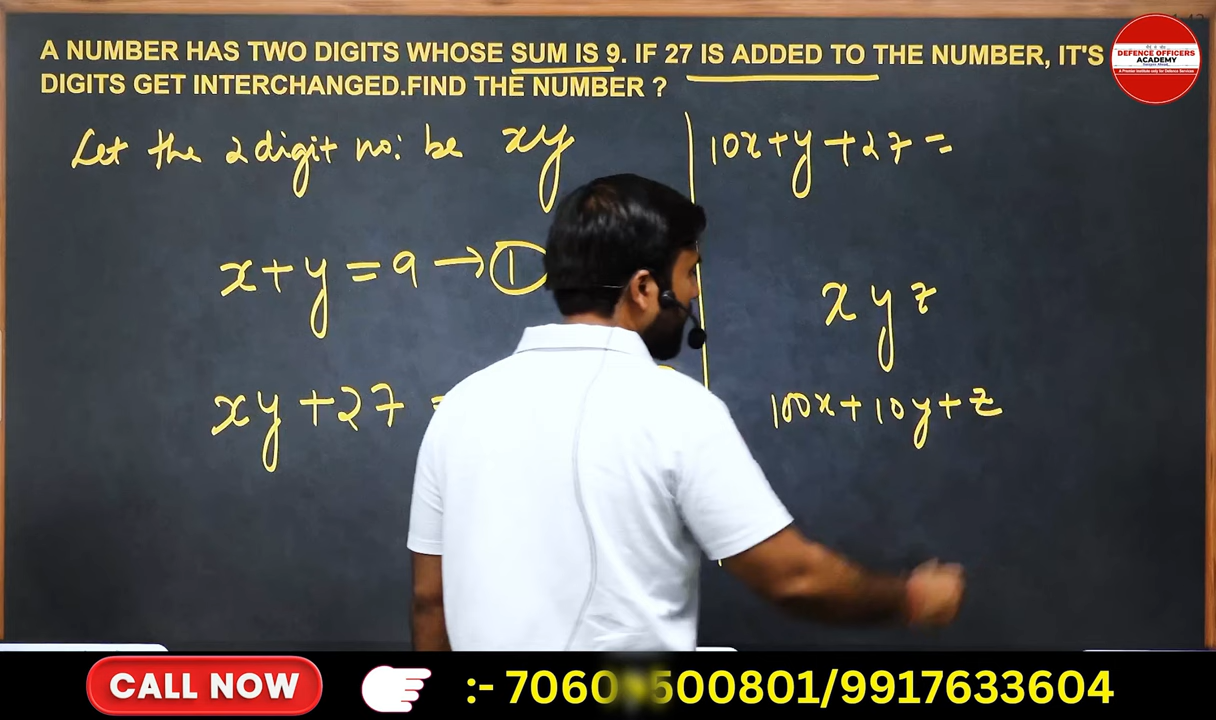 A NUMBER HAS TWO DIGITS WHOSE SUM IS 9. IF 27 IS ADDED TO THE NUMBER, IT'S
DIGITS GET INTERCHANGED.FIND THE NUMBER ?
DEFENCE OFFICERS
ACADEMY
Let the 2 digit no: be xy
x+y=9→①
xy+27=
10x+y+27=
xyz
100x+10y+z
CALL NOW :- 7060 500801/9917633604